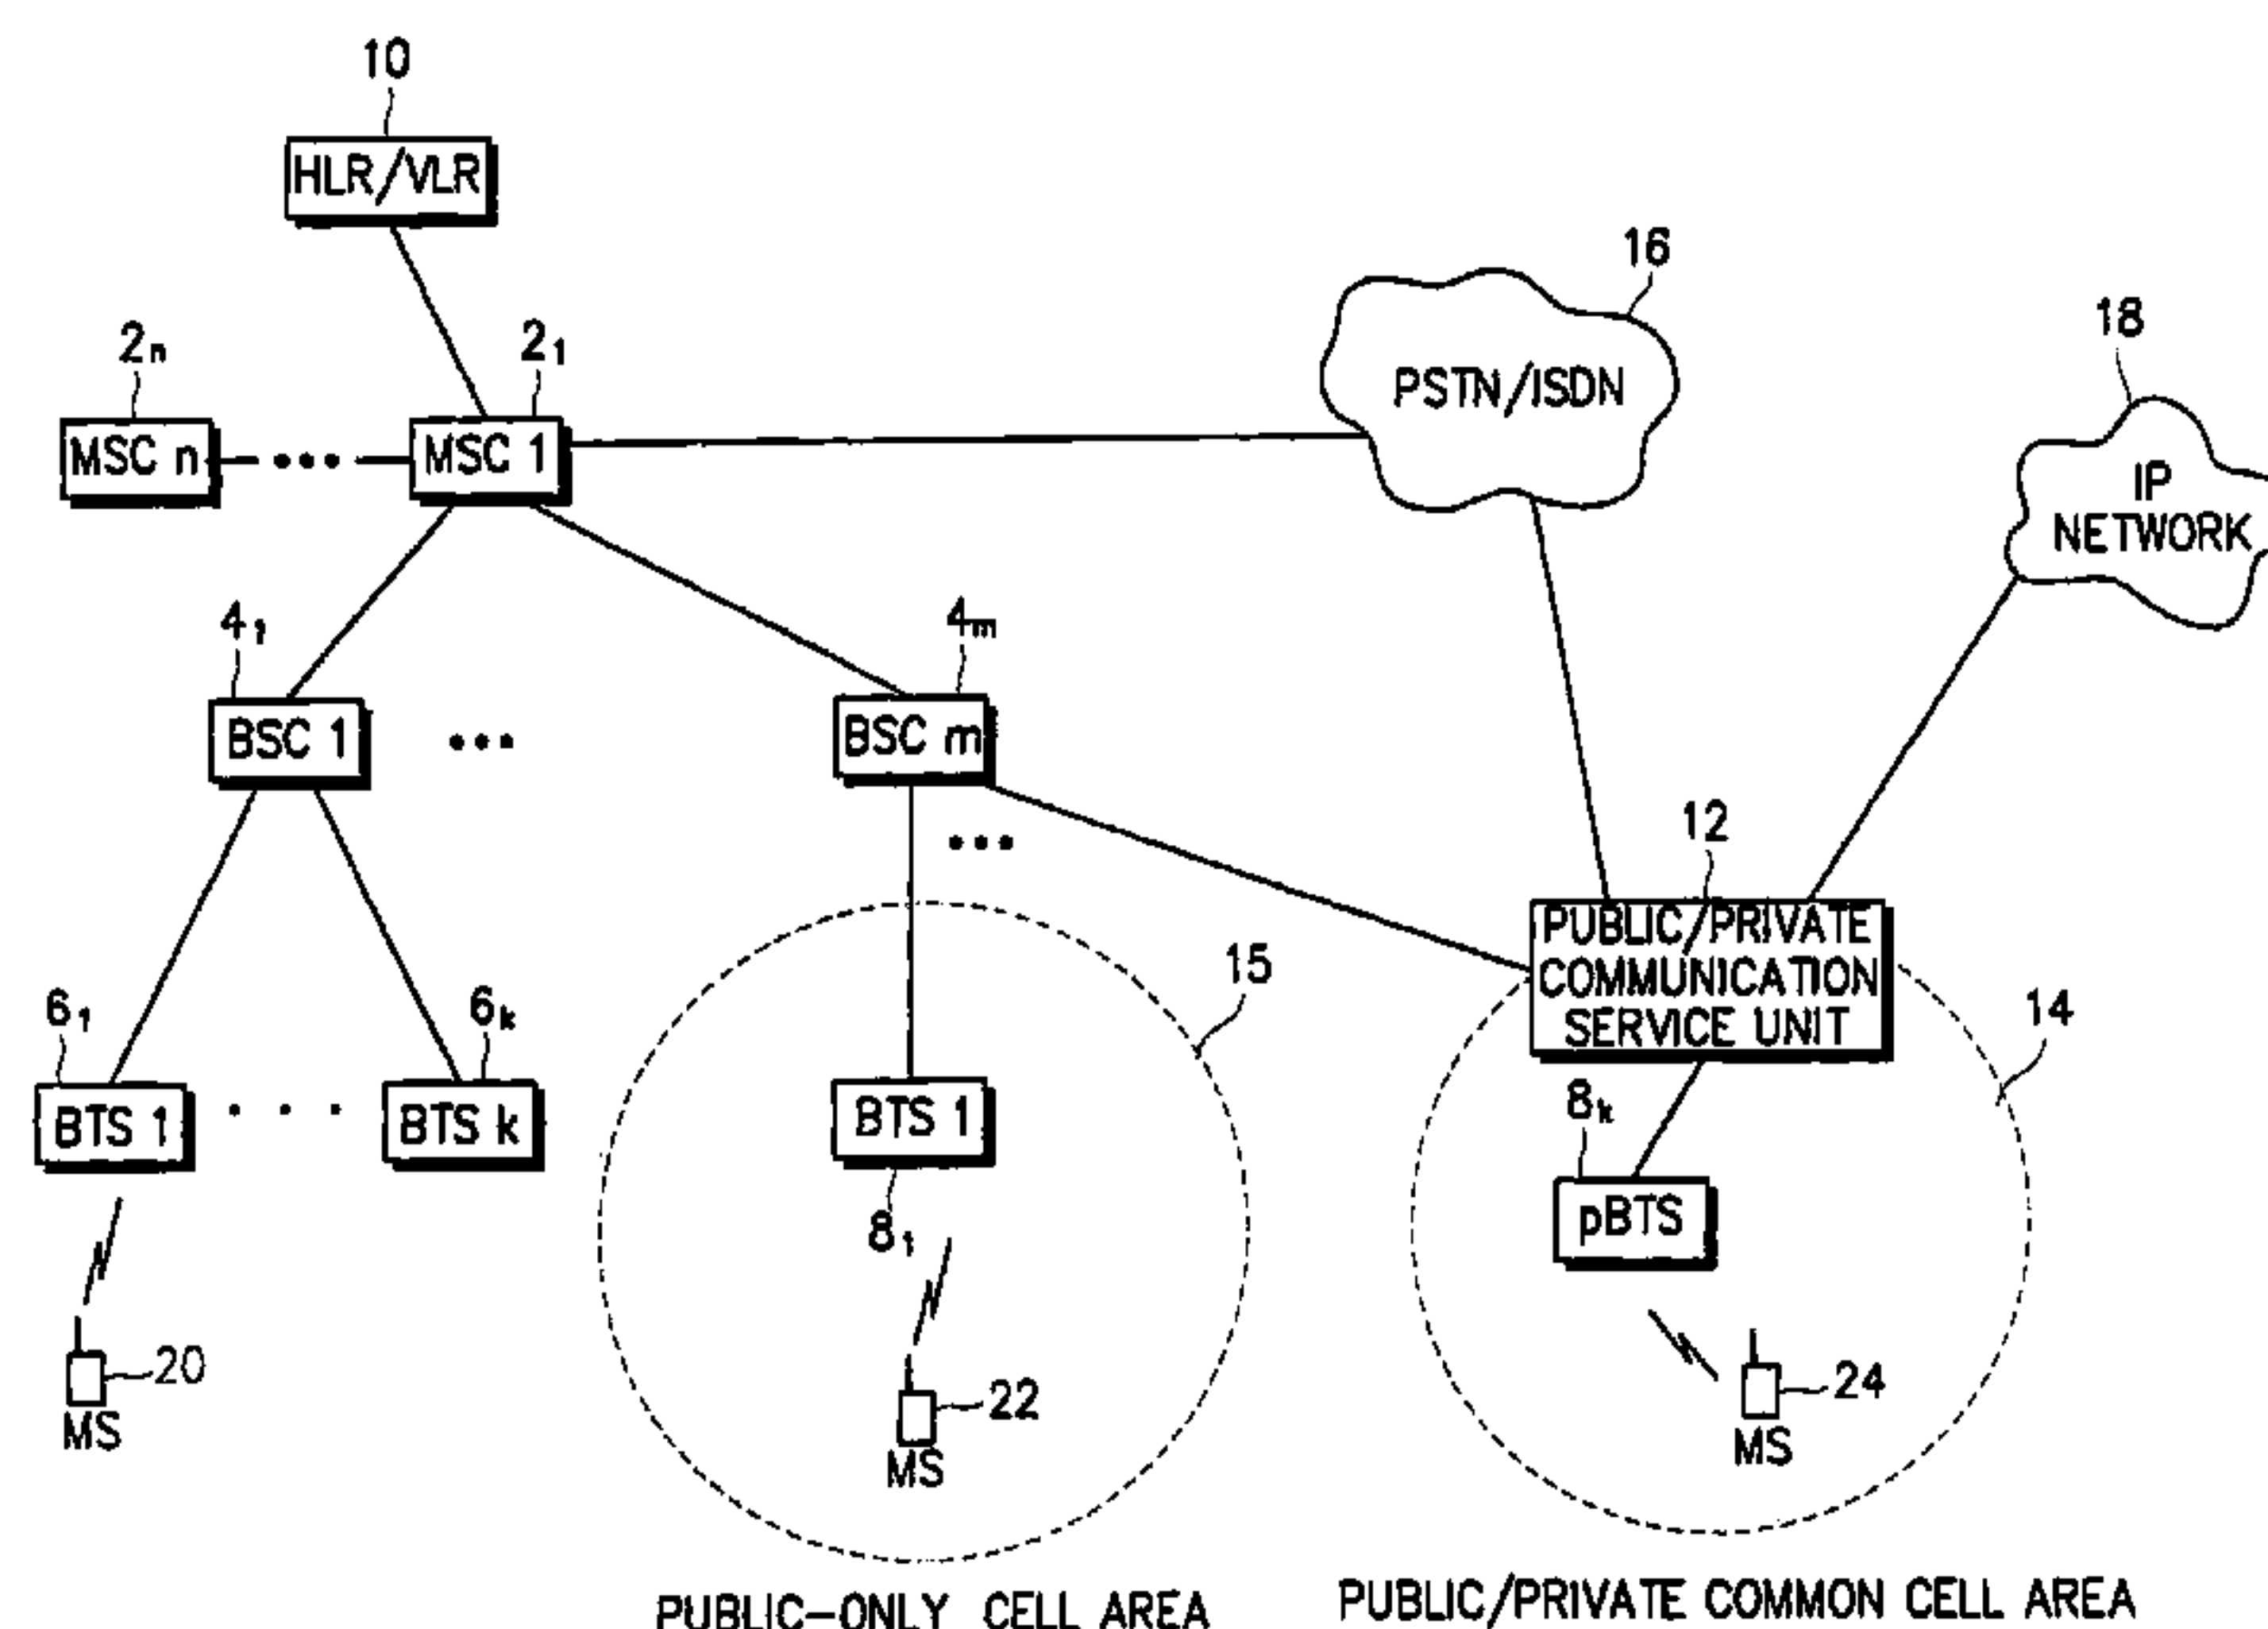 10
HLR/VLR
16
18
2n
21
MSC n
MSC 1
PSTN/ISDN
IP
NETWORK
41
4m
BSC 1
BSC m
12
PUBLIC/PRIVATE
COMMUNICATION
SERVICE UNIT
15
14
61
6k
BTS 1
BTS k
BTS 1
81
8k
pBTS
20
MS
22
MS
24
MS
PUBLIC-ONLY CELL AREA
PUBLIC/PRIVATE COMMON CELL AREA